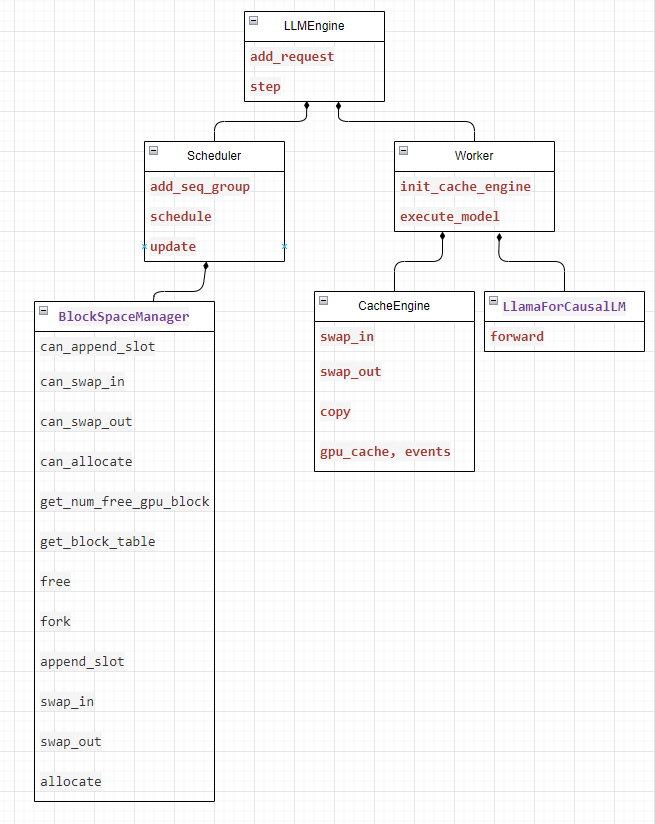 LLMEngine
add_request
step
Scheduler
add_seq_group
schedule
update
Worker
init_cache_engine
execute_model
BlockSpaceManager
can_append_slot
can_swap_in
can_swap_out
can_allocate
get_num_free_gpu_block
get_block_table
free
fork
append_slot
swap_in
swap_out
allocate
CacheEngine
swap_in
swap_out
copy
gpu_cache, events
LlamaForCausalLM
forward